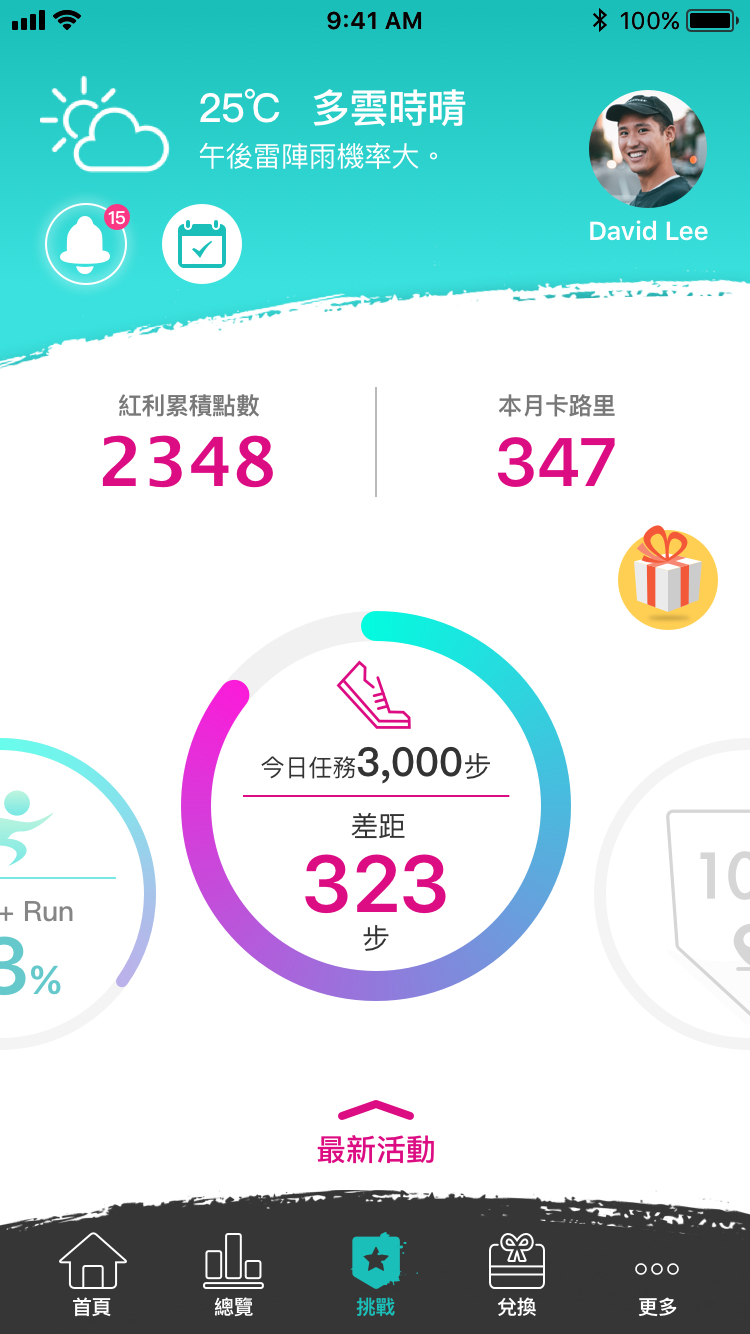 9:41 AM
100%
25℃ 多雲時晴
午後雷陣雨機率大。
15
David Lee
紅利累積點數
2348
本月卡路里
347
今日任務3,000步
差距
323
步
+ Run
3%
10
最新活動
首頁
總覽
挑戰
兌換
更多